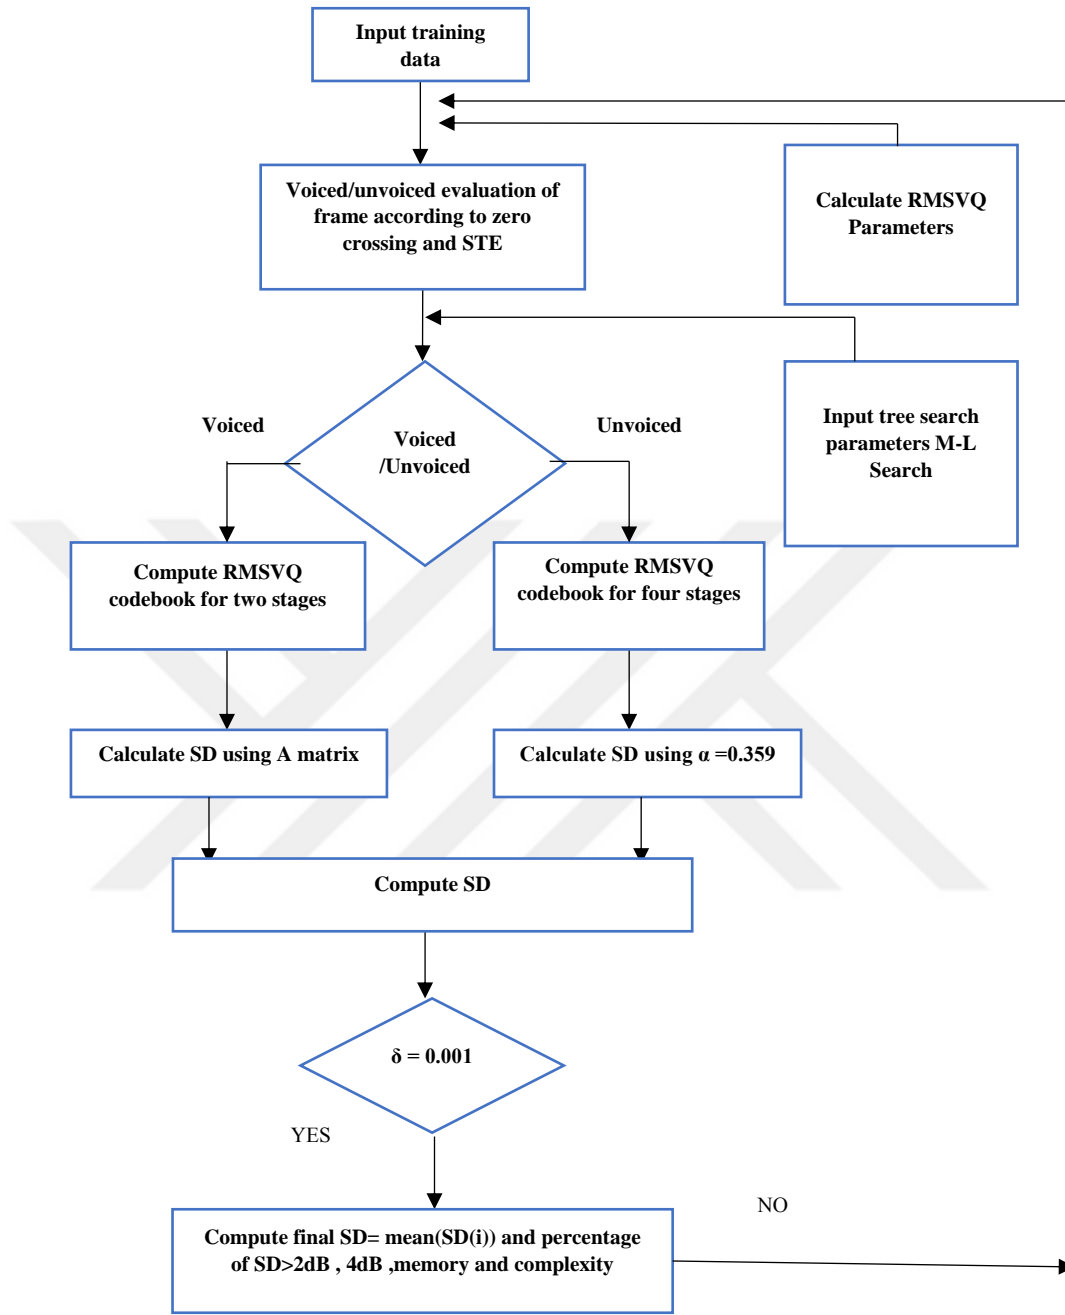 Input training
data
Voiced/unvoiced evaluation of
frame according to zero
crossing and STE
Calculate RMSVQ
Parameters
Voiced
Voiced
/Unvoiced
Unvoiced
Input tree search
parameters M-L
Search
Compute RMSVQ
codebook for two stages
Compute RMSVQ
codebook for four stages
Calculate SD using A matrix
Calculate SD using α =0.359
Compute SD
δ = 0.001
YES
NO
Compute final SD= mean(SD(i)) and percentage
of SD>2dB , 4dB ,memory and complexity